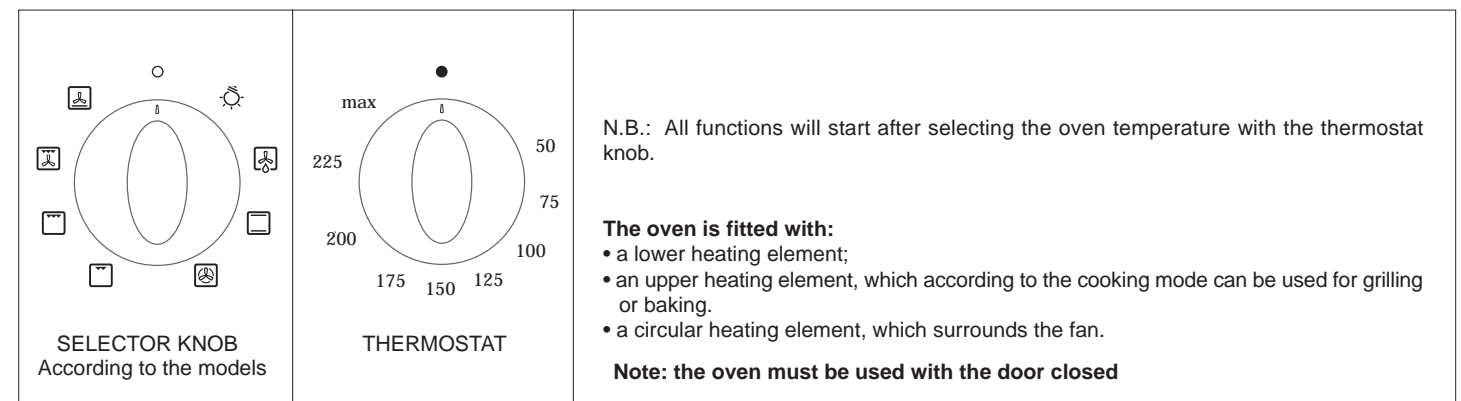 max
50
225
75
200
100
175
150
125
SELECTOR KNOB
According to the models
THERMOSTAT
N.B.: All functions will start after selecting the oven temperature with the thermostat
knob.
The oven is fitted with:
• a lower heating element;
• an upper heating element, which according to the cooking mode can be used for grilling
or baking.
• a circular heating element, which surrounds the fan.
Note: the oven must be used with the door closed